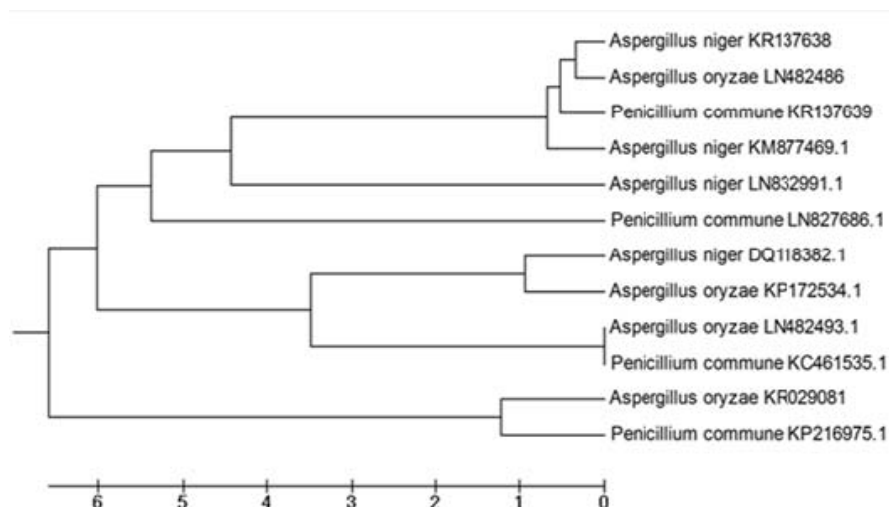 Aspergillus niger KR137638
Aspergillus oryzae LN482486
Penicillium commune KR137639
Aspergillus niger KM877469.1
Aspergillus niger LN832991.1
Penicillium commune LN827686.1
Aspergillus niger DQ118382.1
Aspergillus oryzae KP172534.1
Aspergillus oryzae LN482493.1
Penicillium commune KC461535.1
Aspergillus oryzae KR029081
Penicillium commune KP216975.1
6 5 4 3 2 1 0